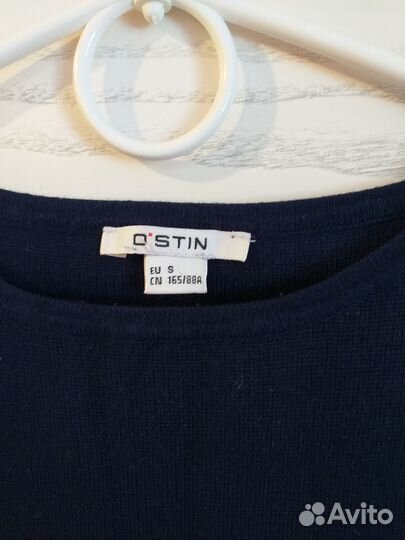 O'STIN
EU S
CN 165/88A
Avito